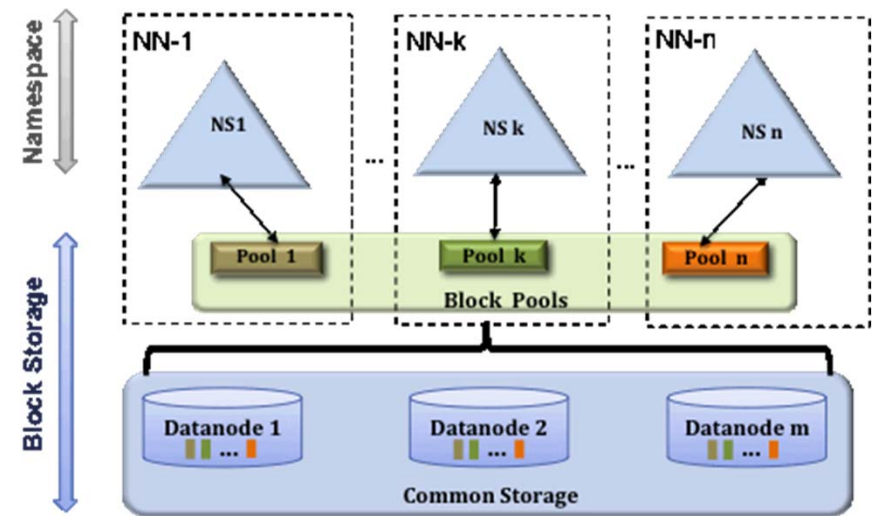 Namespace
NN-1
NN-k
NN-n
NS1
NS k
NS n
...
...
Block Storage
Pool 1
Pool k
Pool n
Block Pools
Datanode 1
Datanode 2
Datanode m
...
...
...
Common Storage